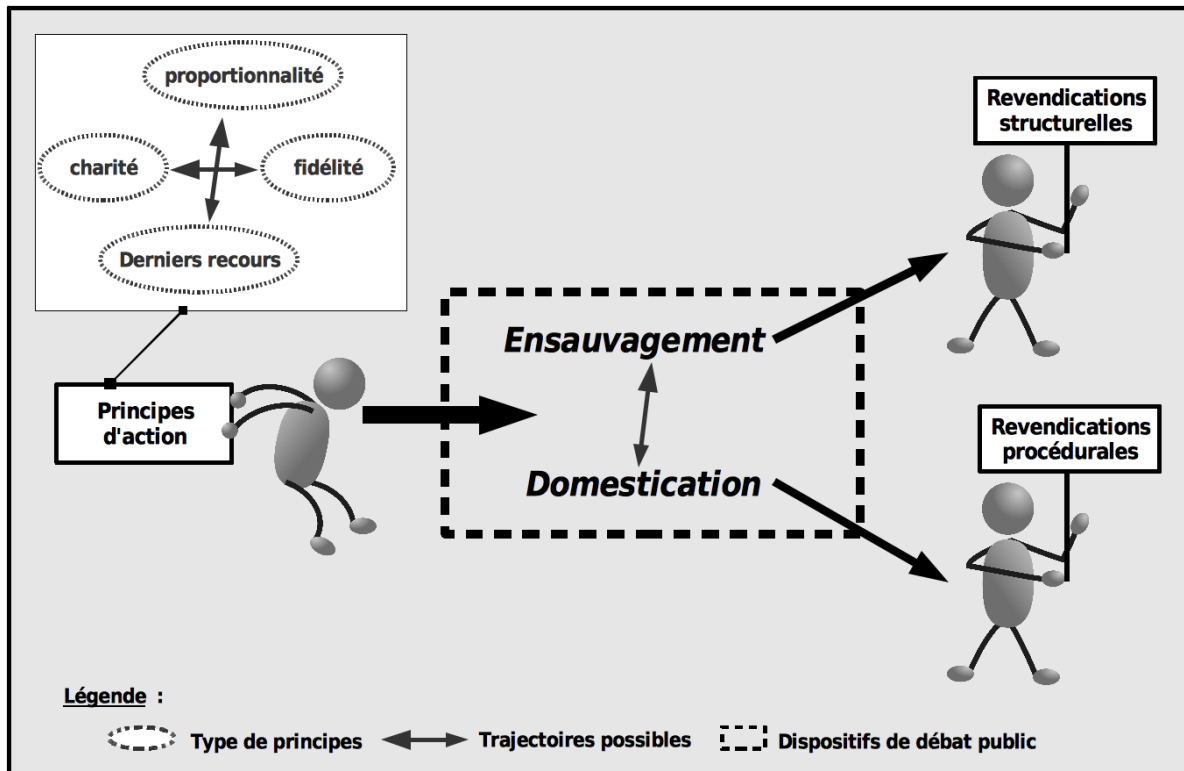 proportionnalité
charité
fidélité
Derniers recours
Principes
d'action
Ensauvagement
Domestication
Revendications
structurelles
Revendications
procédurales
Légende :
Type de principes
Trajectoires possibles
Dispositifs de débat public